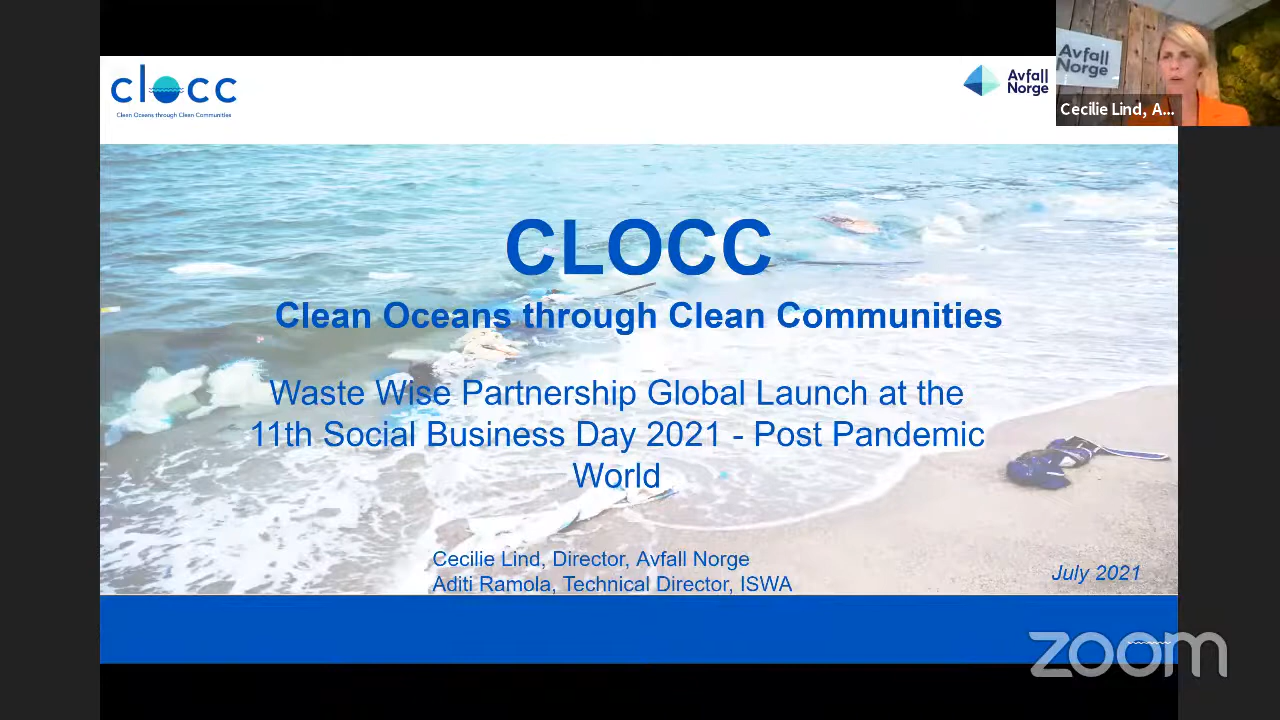 clocc
Clean Oceans through Clean Communities
Avfall
Norge
Avfall
Norge
Cecilie Lind, A...
CLOCC
Clean Oceans through Clean Communities
Waste Wise Partnership Global Launch at the
11th Social Business Day 2021 - Post Pandemic
World
Cecilie Lind, Director, Avfall Norge
Aditi Ramola, Technical Director, ISWA
July 2021
zoom